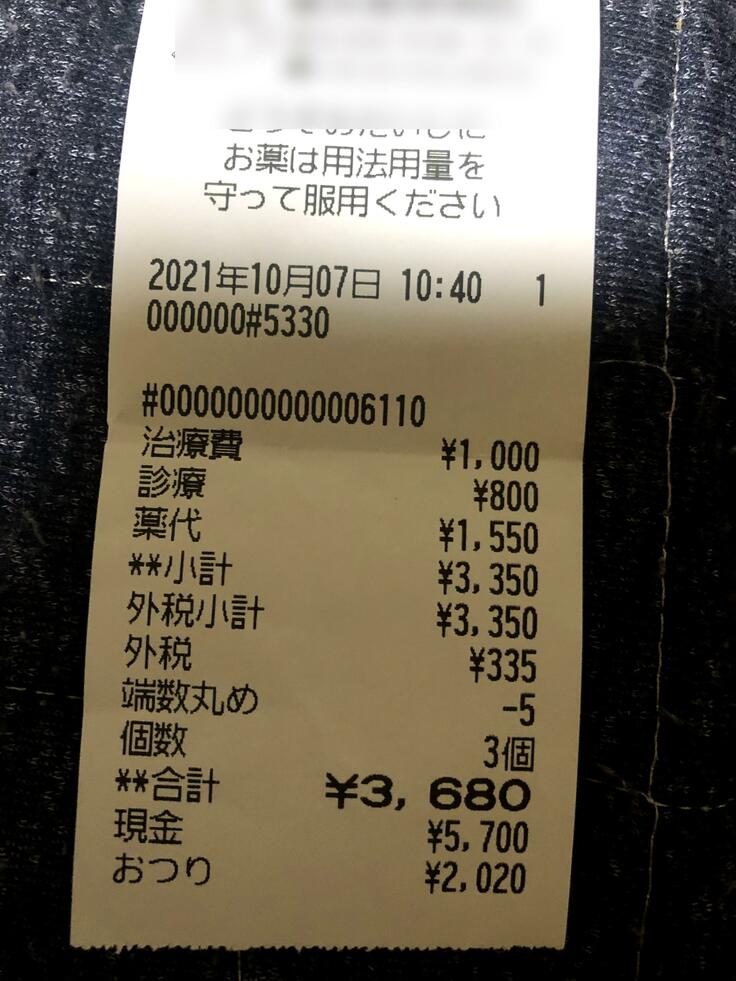 お薬は用法用量を
守って服用ください
2021年10月07日 10:40 1
000000#5330
#0000000000006110
治療費 ¥1,000
診療 ¥800
薬代 ¥1,550
**小計 ¥3,350
外税小計 ¥3,350
外税 ¥335
端数丸め -5
個数 3個
**合計 ¥3,680
現金 ¥5,700
おつり ¥2,020